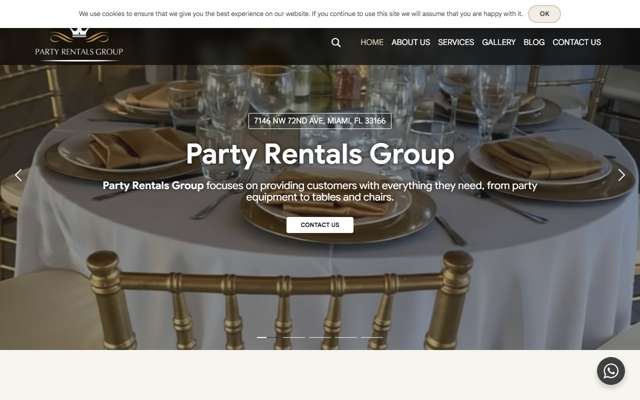 We use cookies to ensure that we give you the best experience on our website. If you continue to use this site we will assume that you are happy with it.
OK
PARTY RENTALS GROUP
HOME
ABOUT US
SERVICES
GALLERY
BLOG
CONTACT US
7146 NW 72ND AVE, MIAMI, FL 33166
Party Rentals Group
Party Rentals Group focuses on providing customers with everything they need, from party
equipment to tables and chairs.
CONTACT US